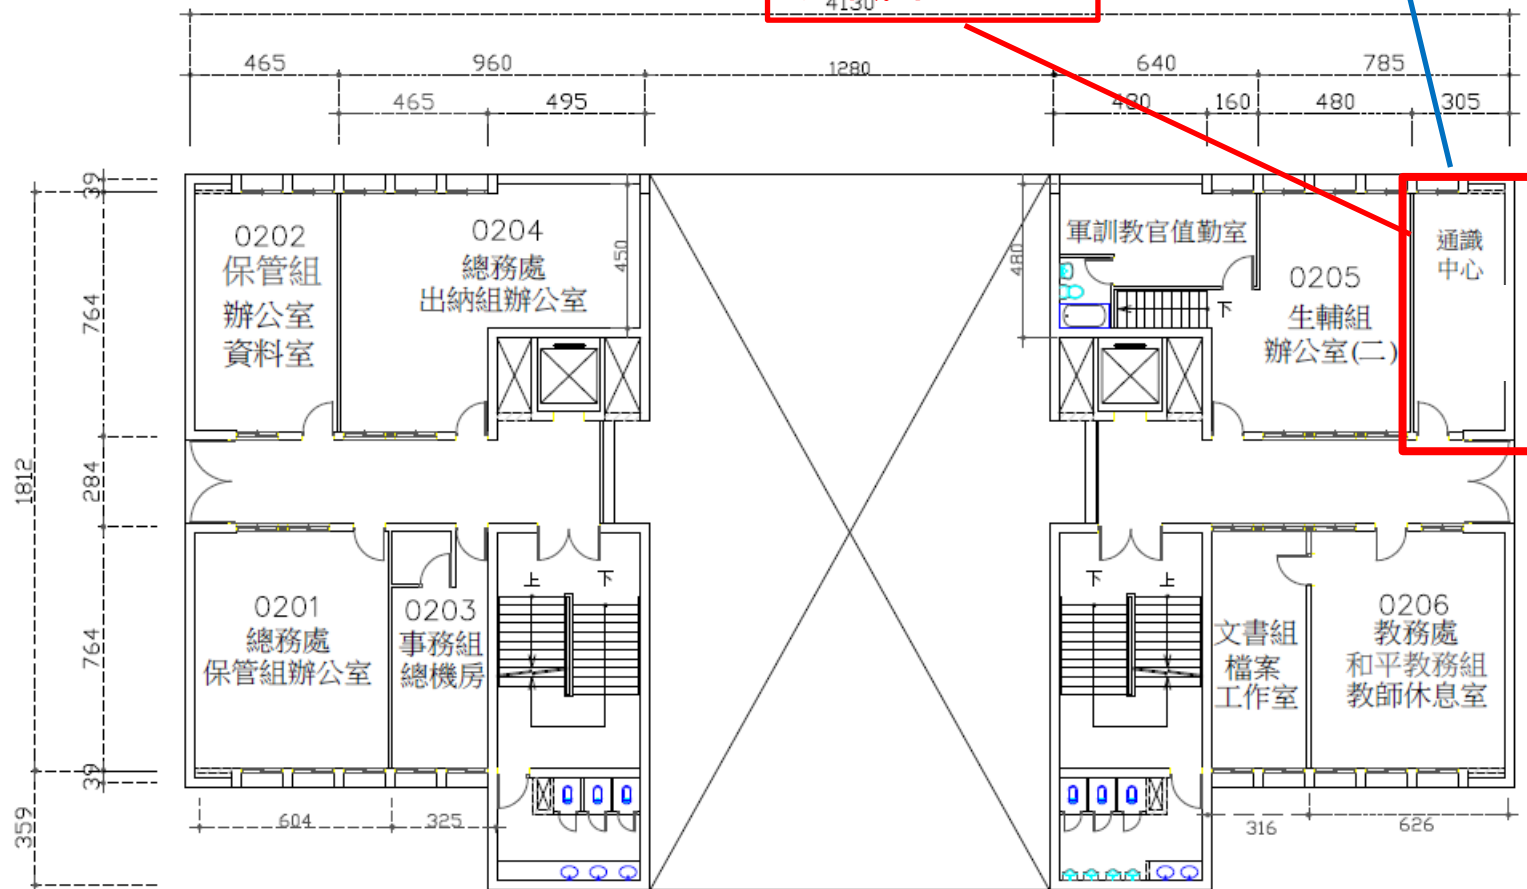 4130
465
960
1280
640
785
465
495
480
160
480
305
39
764
284
764
39
1812
359
0202
保管組
辦公室
資料室
0204
總務處
出納組辦公室
450
480
軍訓教官值勤室
下
0205
生輔組
辦公室(二)
通識
中心
0201
總務處
保管組辦公室
0203
事務組
總機房
上
下
下
上
文書組
檔案
工作室
0206
教務處
和平教務組
教師休息室
604
325
316
626